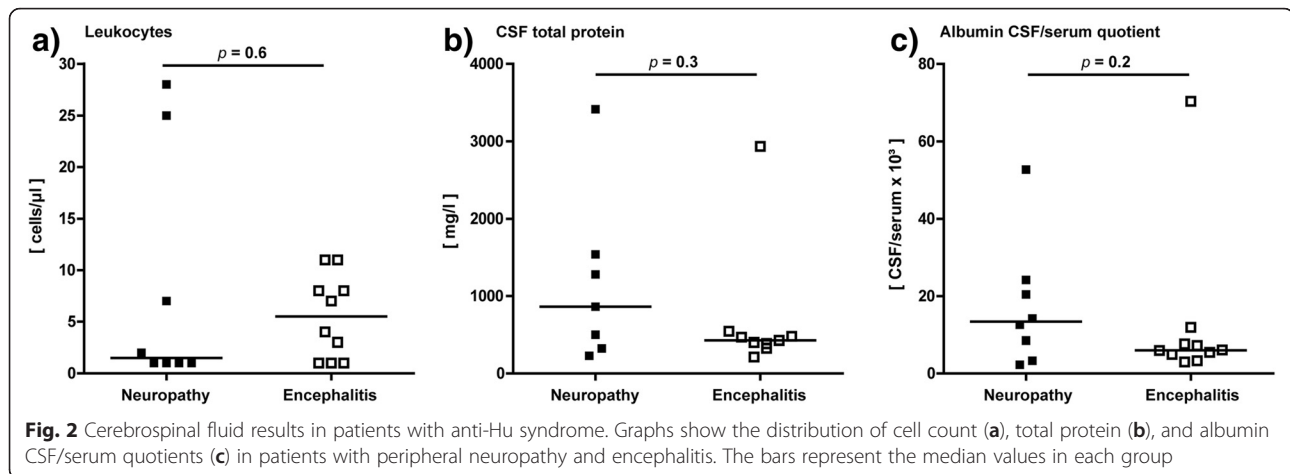 a) Leukocytes
p = 0.6
[ cells/µl ]
30
25
20
15
10
5
0
Neuropathy Encephalitis
b) CSF total protein
p = 0.3
[ mg/l ]
4000
3000
2000
1000
0
Neuropathy Encephalitis
c) Albumin CSF/serum quotient
p = 0.2
[ CSF/serum x 10³ ]
80
60
40
20
0
Neuropathy Encephalitis
Fig. 2 Cerebrospinal fluid results in patients with anti-Hu syndrome. Graphs show the distribution of cell count (a), total protein (b), and albumin
CSF/serum quotients (c) in patients with peripheral neuropathy and encephalitis. The bars represent the median values in each group